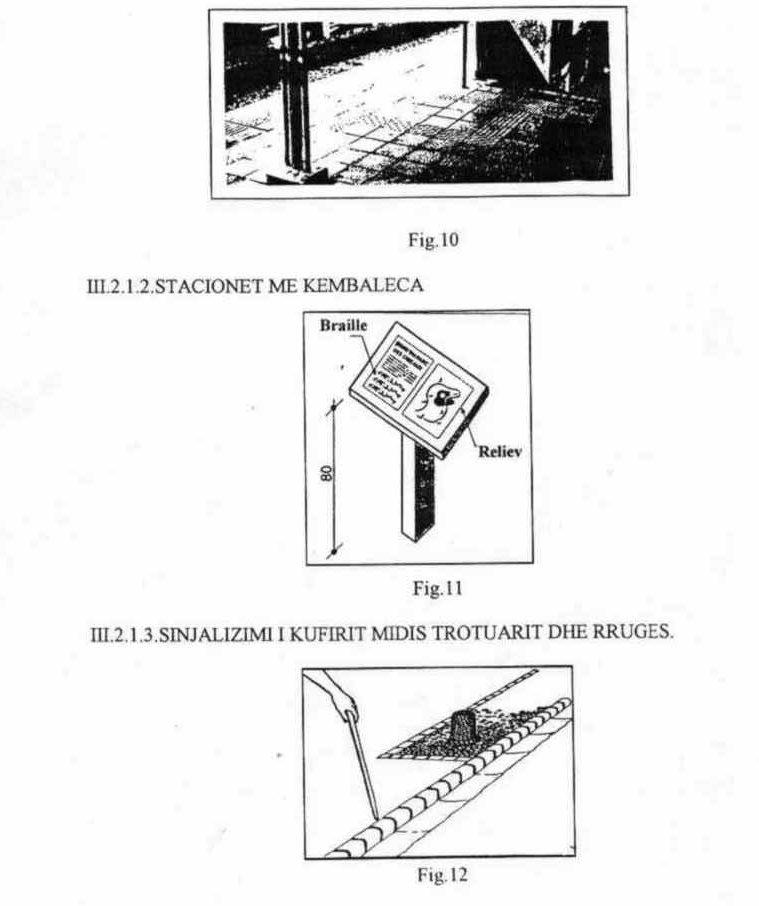 Fig.10
III.2.1.2.STACIONET ME KEMBALECA
Braille
Reliev
80
Fig.11
III.2.1.3.SINJALIZIMI I KUFIRIT MIDIS TROTUARIT DHE RRUGES.
Fig.12